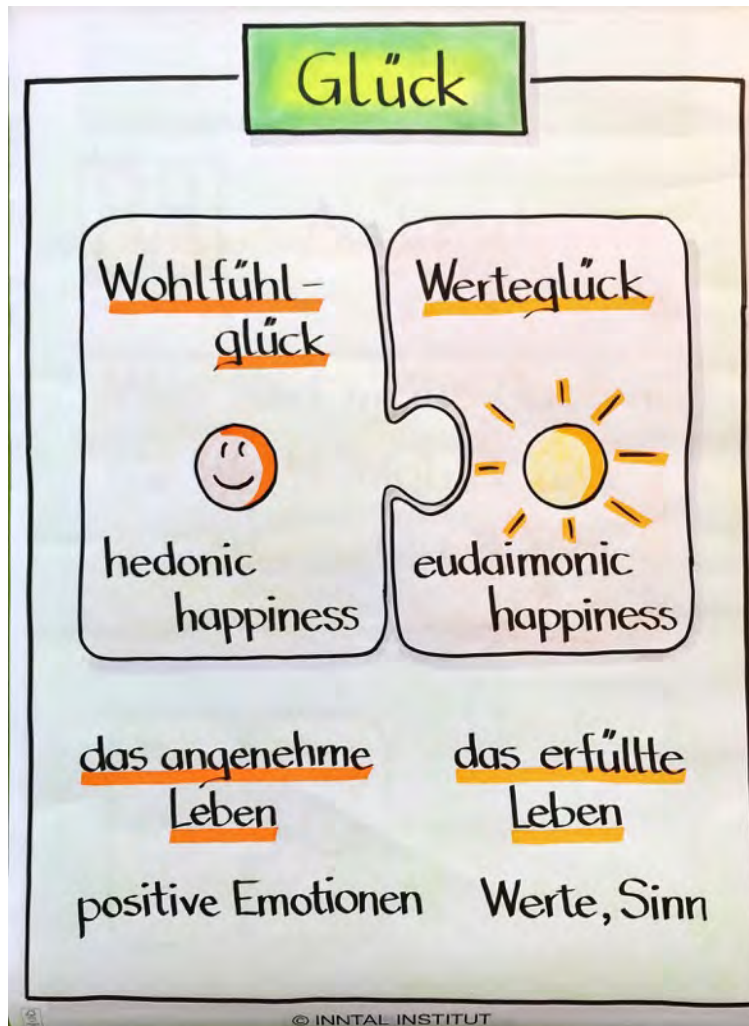 Glück
Wohlfühl-
glück
hedonic
happiness
Werteglück
eudaimonic
happiness
das angenehme
Leben
positive Emotionen
das erfüllte
Leben
Werte, Sinn
© INNTAL INSTITUT